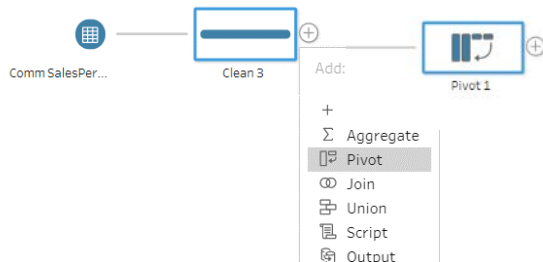 Comm SalesPer...
Clean 3
Add:
Pivot 1
Aggregate
Pivot
Join
Union
Script
Output